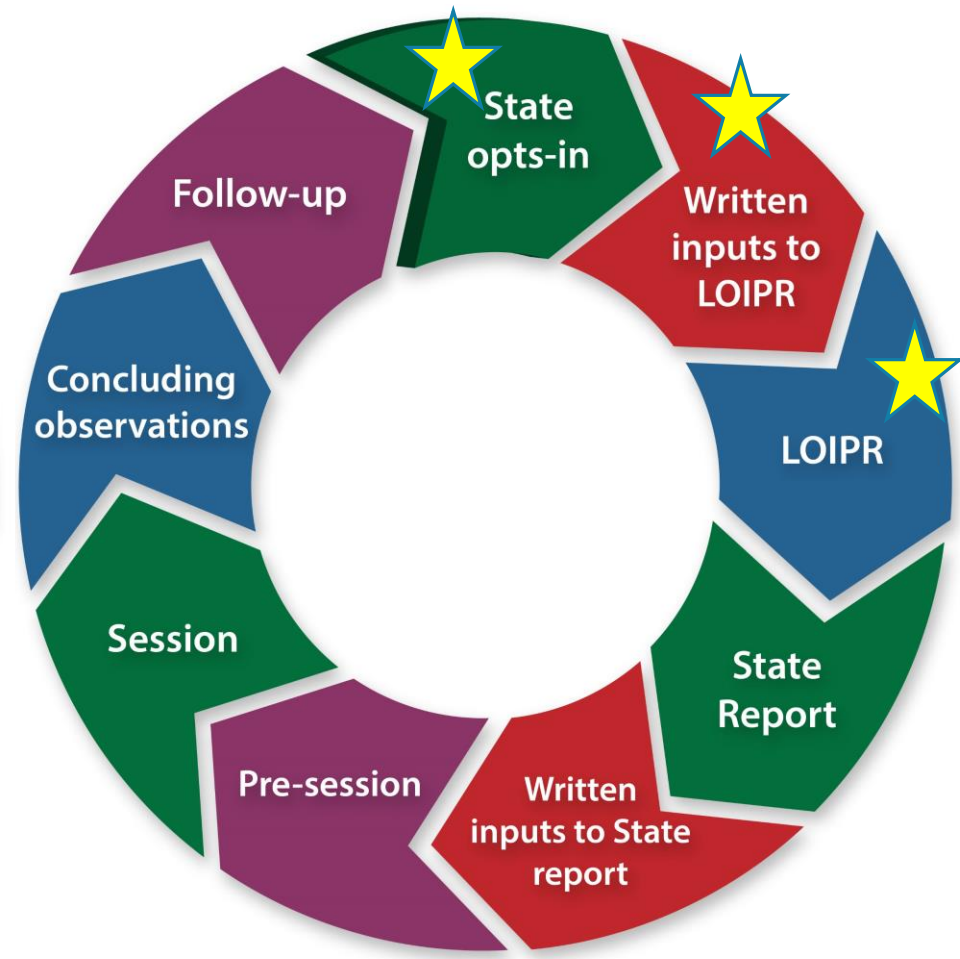 State
opts-in
Written
inputs to
LOIPR
LOIPR
State
Report
Written
inputs to State
report
Pre-session
Session
Concluding
observations
Follow-up